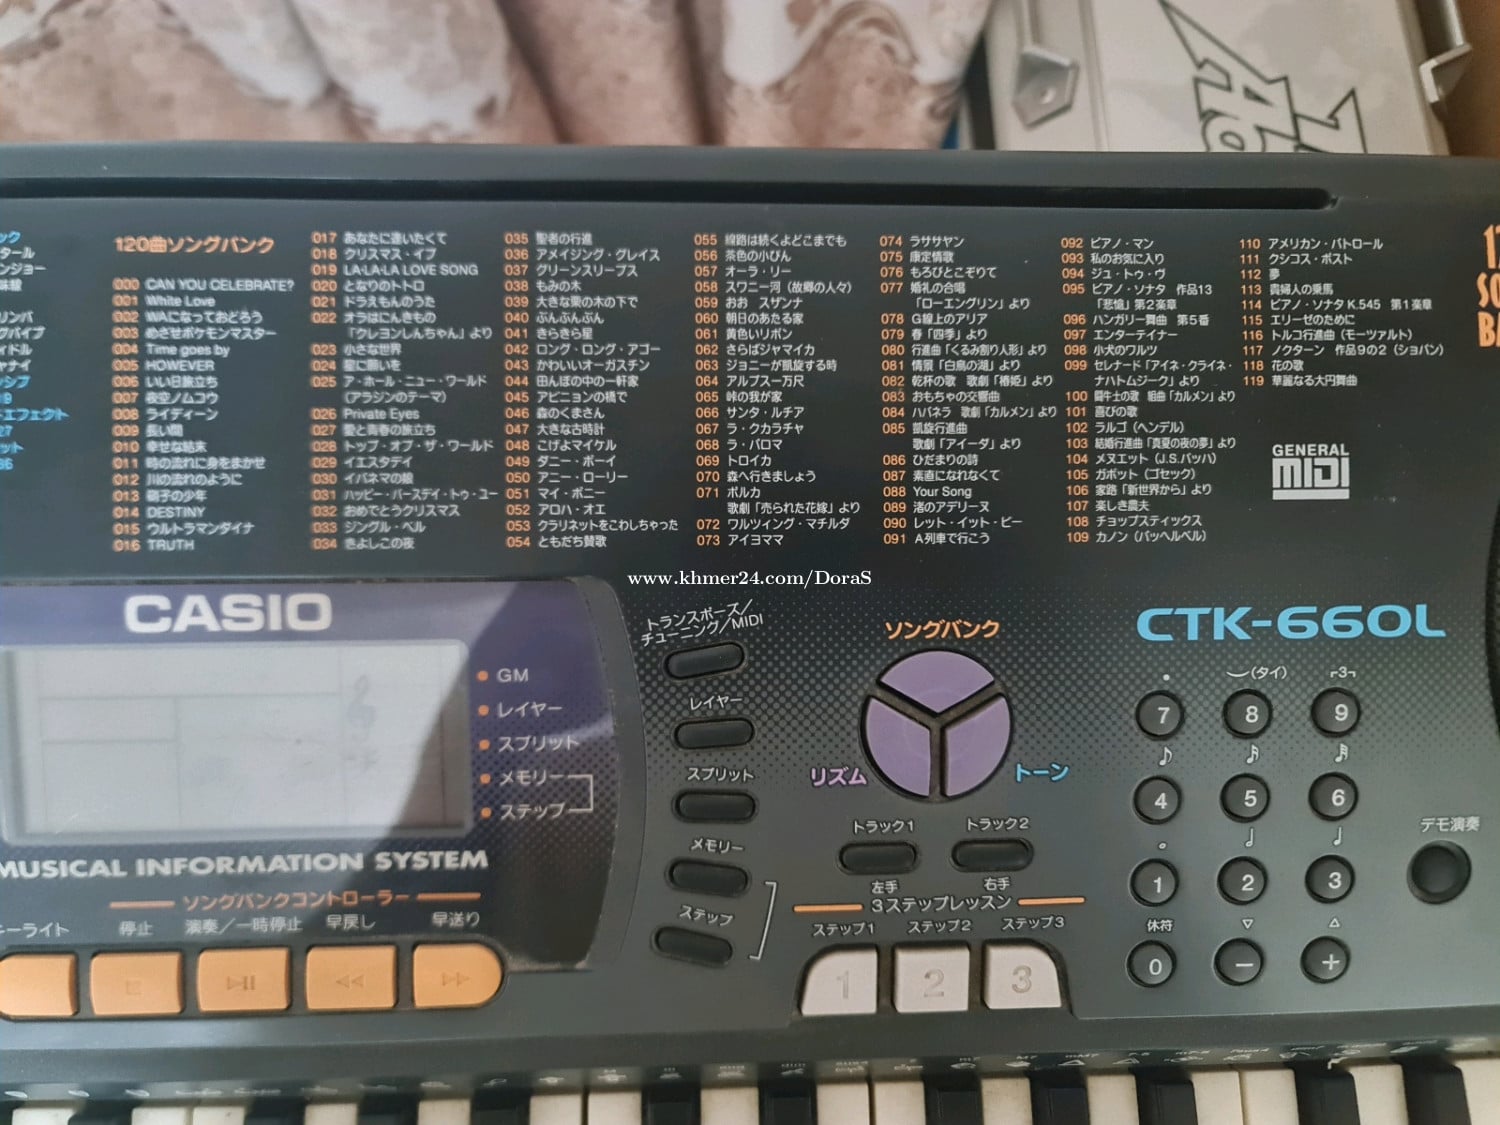 120曲ソングバンク
000 CAN YOU CELEBRATE?
001 White Love
002 WAになっておどろう
003 めざせポケモンマスター
004 Time goes by
005 HOWEVER
006 いい日旅立ち
007 夜空ノムコウ
008 ライディーン
009 長い間
010 幸せな結末
011 時の流れに身をまかせ
012 川の流れのように
013 硝子の少年
014 DESTINY
015 ウルトラマンダイナ
016 TRUTH
017 あなたに逢いたくて
018 クリスマス・イブ
019 LA-LA-LA LOVE SONG
020 となりのトトロ
021 ドラえもんのうた
022 オラはにんきもの
「クレヨンしんちゃん」より
023 小さな世界
024 星に願いを
025 ア・ホール・ニュー・ワールド
（アラジンのテーマ）
026 Private Eyes
027 愛と青春の旅立ち
028 トップ・オブ・ザ・ワールド
029 イエスタデイ
030 イパネマの娘
031 ハッピー・バースデイ・トゥ・ユー
032 おめでとうクリスマス
033 ジングル・ベル
034 きよしこの夜
035 聖者の行進
036 アメイジング・グレイス
037 グリーンスリーブス
038 もみの木
039 大きな栗の木の下で
040 ぶんぶんぶん
041 きらきら星
042 ロング・ロング・アゴー
043 かわいいオーガスチン
044 田んぼの中の一軒家
045 アビニョンの橋で
046 森のくまさん
047 大きな古時計
048 こげよマイケル
049 ダニー・ボーイ
050 アニー・ローリー
051 マイ・ボニー
052 アロハ・オエ
053 クラリネットをこわしちゃった
054 ともだち賛歌
055 線路は続くよどこまでも
056 茶色の小びん
057 オーラ・リー
058 スワニー河（故郷の人々）
059 おお　スザンナ
060 朝日のあたる家
061 黄色いリボン
062 さらばジャマイカ
063 ジョニーが凱旋する時
064 アルプス一万尺
065 峠の我が家
066 サンタ・ルチア
067 ラ・クカラチャ
068 ラ・パロマ
069 トロイカ
070 森へ行きましょう
071 ポルカ
歌劇「売られた花嫁」より
072 ワルツィング・マチルダ
073 アイヨママ
074 ラササヤン
075 康定情歌
076 もろびとこぞりて
077 婚礼の合唱
「ローエングリン」より
078 G線上のアリア
079 春「四季」より
080 行進曲「くるみ割り人形」より
081 情景「白鳥の湖」より
082 乾杯の歌　歌劇「椿姫」より
083 おもちゃの交響曲
084 ハバネラ　歌劇「カルメン」より
085 凱旋行進曲
歌劇「アイーダ」より
086 ひだまりの詩
087 素直になれなくて
088 Your Song
089 渚のアデリーヌ
090 レット・イット・ビー
091 A列車で行こう
092 ピアノ・マン
093 私のお気に入り
094 ジュ・トゥ・ヴ
095 ピアノ・ソナタ　作品13
「悲愴」第2楽章
096 ハンガリー舞曲　第5番
097 エンターテイナー
098 小犬のワルツ
099 セレナード「アイネ・クライネ・
ナハトムジーク」より
100 闘牛士の歌　組曲「カルメン」より
101 喜びの歌
102 ラルゴ（ヘンデル）
103 結婚行進曲「真夏の夜の夢」より
104 メヌエット（J.S.バッハ）
105 ガボット（ゴセック）
106 家路「新世界から」より
107 楽しき農夫
108 チョップスティックス
109 カノン（パッヘルベル）
110 アメリカン・パトロール
111 クシコス・ポスト
112 夢
113 貴婦人の乗馬
114 ピアノ・ソナタ K.545　第1楽章
115 エリーゼのために
116 トルコ行進曲（モーツァルト）
117 ノクターン　作品9の2（ショパン）
118 花の歌
119 華麗なる大円舞曲
GENERAL
MIDI
www.khmer24.com/DoraS
CASIO
CTK-660L
GM
レイヤー
スプリット
メモリー
ステップ
MUSICAL INFORMATION SYSTEM
ソングバンクコントローラー
キーライト
停止
演奏／一時停止
早戻し
早送り
トランスポーズ／
チューニング／MIDI
レイヤー
スプリット
メモリー
ステップ
ソングバンク
リズム
トーン
トラック1
トラック2
左手
右手
3ステップレッスン
ステップ1
ステップ2
ステップ3
1
2
3
(タイ)
3
7
8
9
4
5
6
1
2
3
休符
0
−
+
デモ演奏